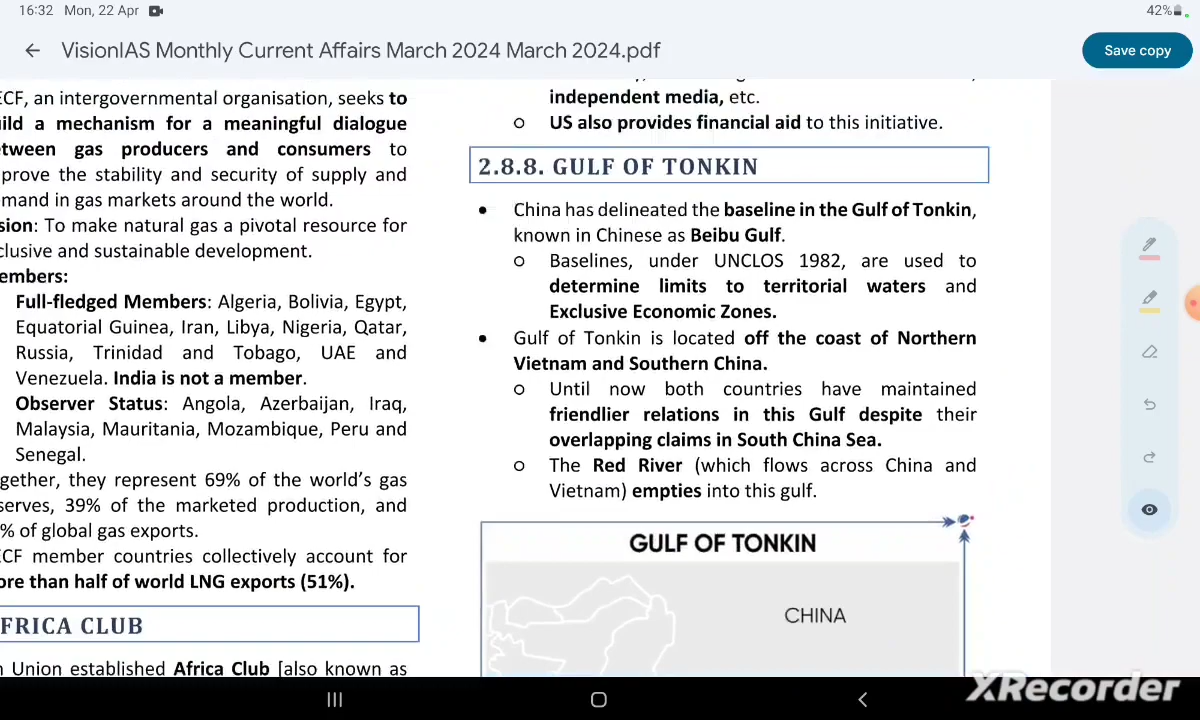 16:32 Mon, 22 Apr
42%
VisionIAS Monthly Current Affairs March 2024 March 2024.pdf
Save copy
ECF, an intergovernmental organisation, seeks to
ild a mechanism for a meaningful dialogue
tween gas producers and consumers to
prove the stability and security of supply and
mand in gas markets around the world.
sion: To make natural gas a pivotal resource for
clusive and sustainable development.
embers:
Full-fledged Members: Algeria, Bolivia, Egypt,
Equatorial Guinea, Iran, Libya, Nigeria, Qatar,
Russia, Trinidad and Tobago, UAE and
Venezuela. India is not a member.
Observer Status: Angola, Azerbaijan, Iraq,
Malaysia, Mauritania, Mozambique, Peru and
Senegal.
gether, they represent 69% of the world's gas
serves, 39% of the marketed production, and
% of global gas exports.
ECF member countries collectively account for
ore than half of world LNG exports (51%).
FRICA CLUB
n Union established Africa Club [also known as
independent media, etc.
o US also provides financial aid to this initiative.
2.8.8. GULF OF TONKIN
• China has delineated the baseline in the Gulf of Tonkin,
known in Chinese as Beibu Gulf.
o Baselines, under UNCLOS 1982, are used to
determine limits to territorial waters and
Exclusive Economic Zones.
• Gulf of Tonkin is located off the coast of Northern
Vietnam and Southern China.
o Until now both countries have maintained
friendlier relations in this Gulf despite their
overlapping claims in South China Sea.
o The Red River (which flows across China and
Vietnam) empties into this gulf.
GULF OF TONKIN
CHINA
XRecorder